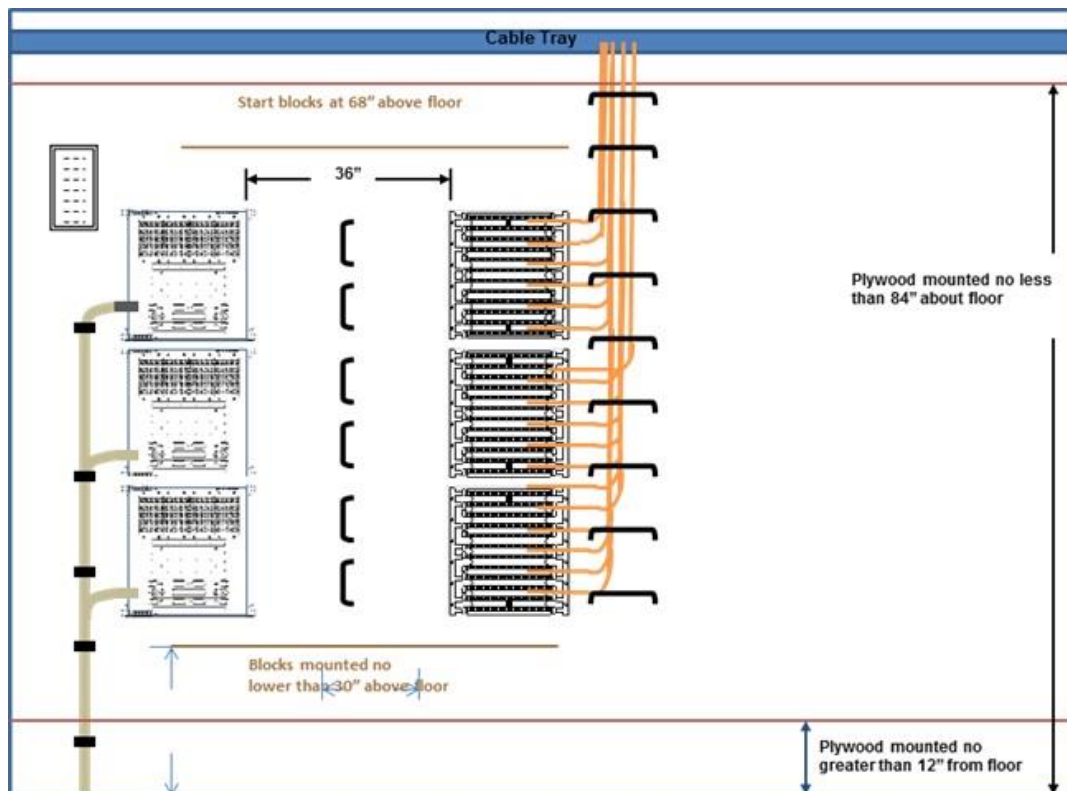 Cable Tray
Start blocks at 68" above floor
36"
Plywood mounted no less
than 84" about floor
Blocks mounted no
lower than 30" above floor
Plywood mounted no
greater than 12" from floor